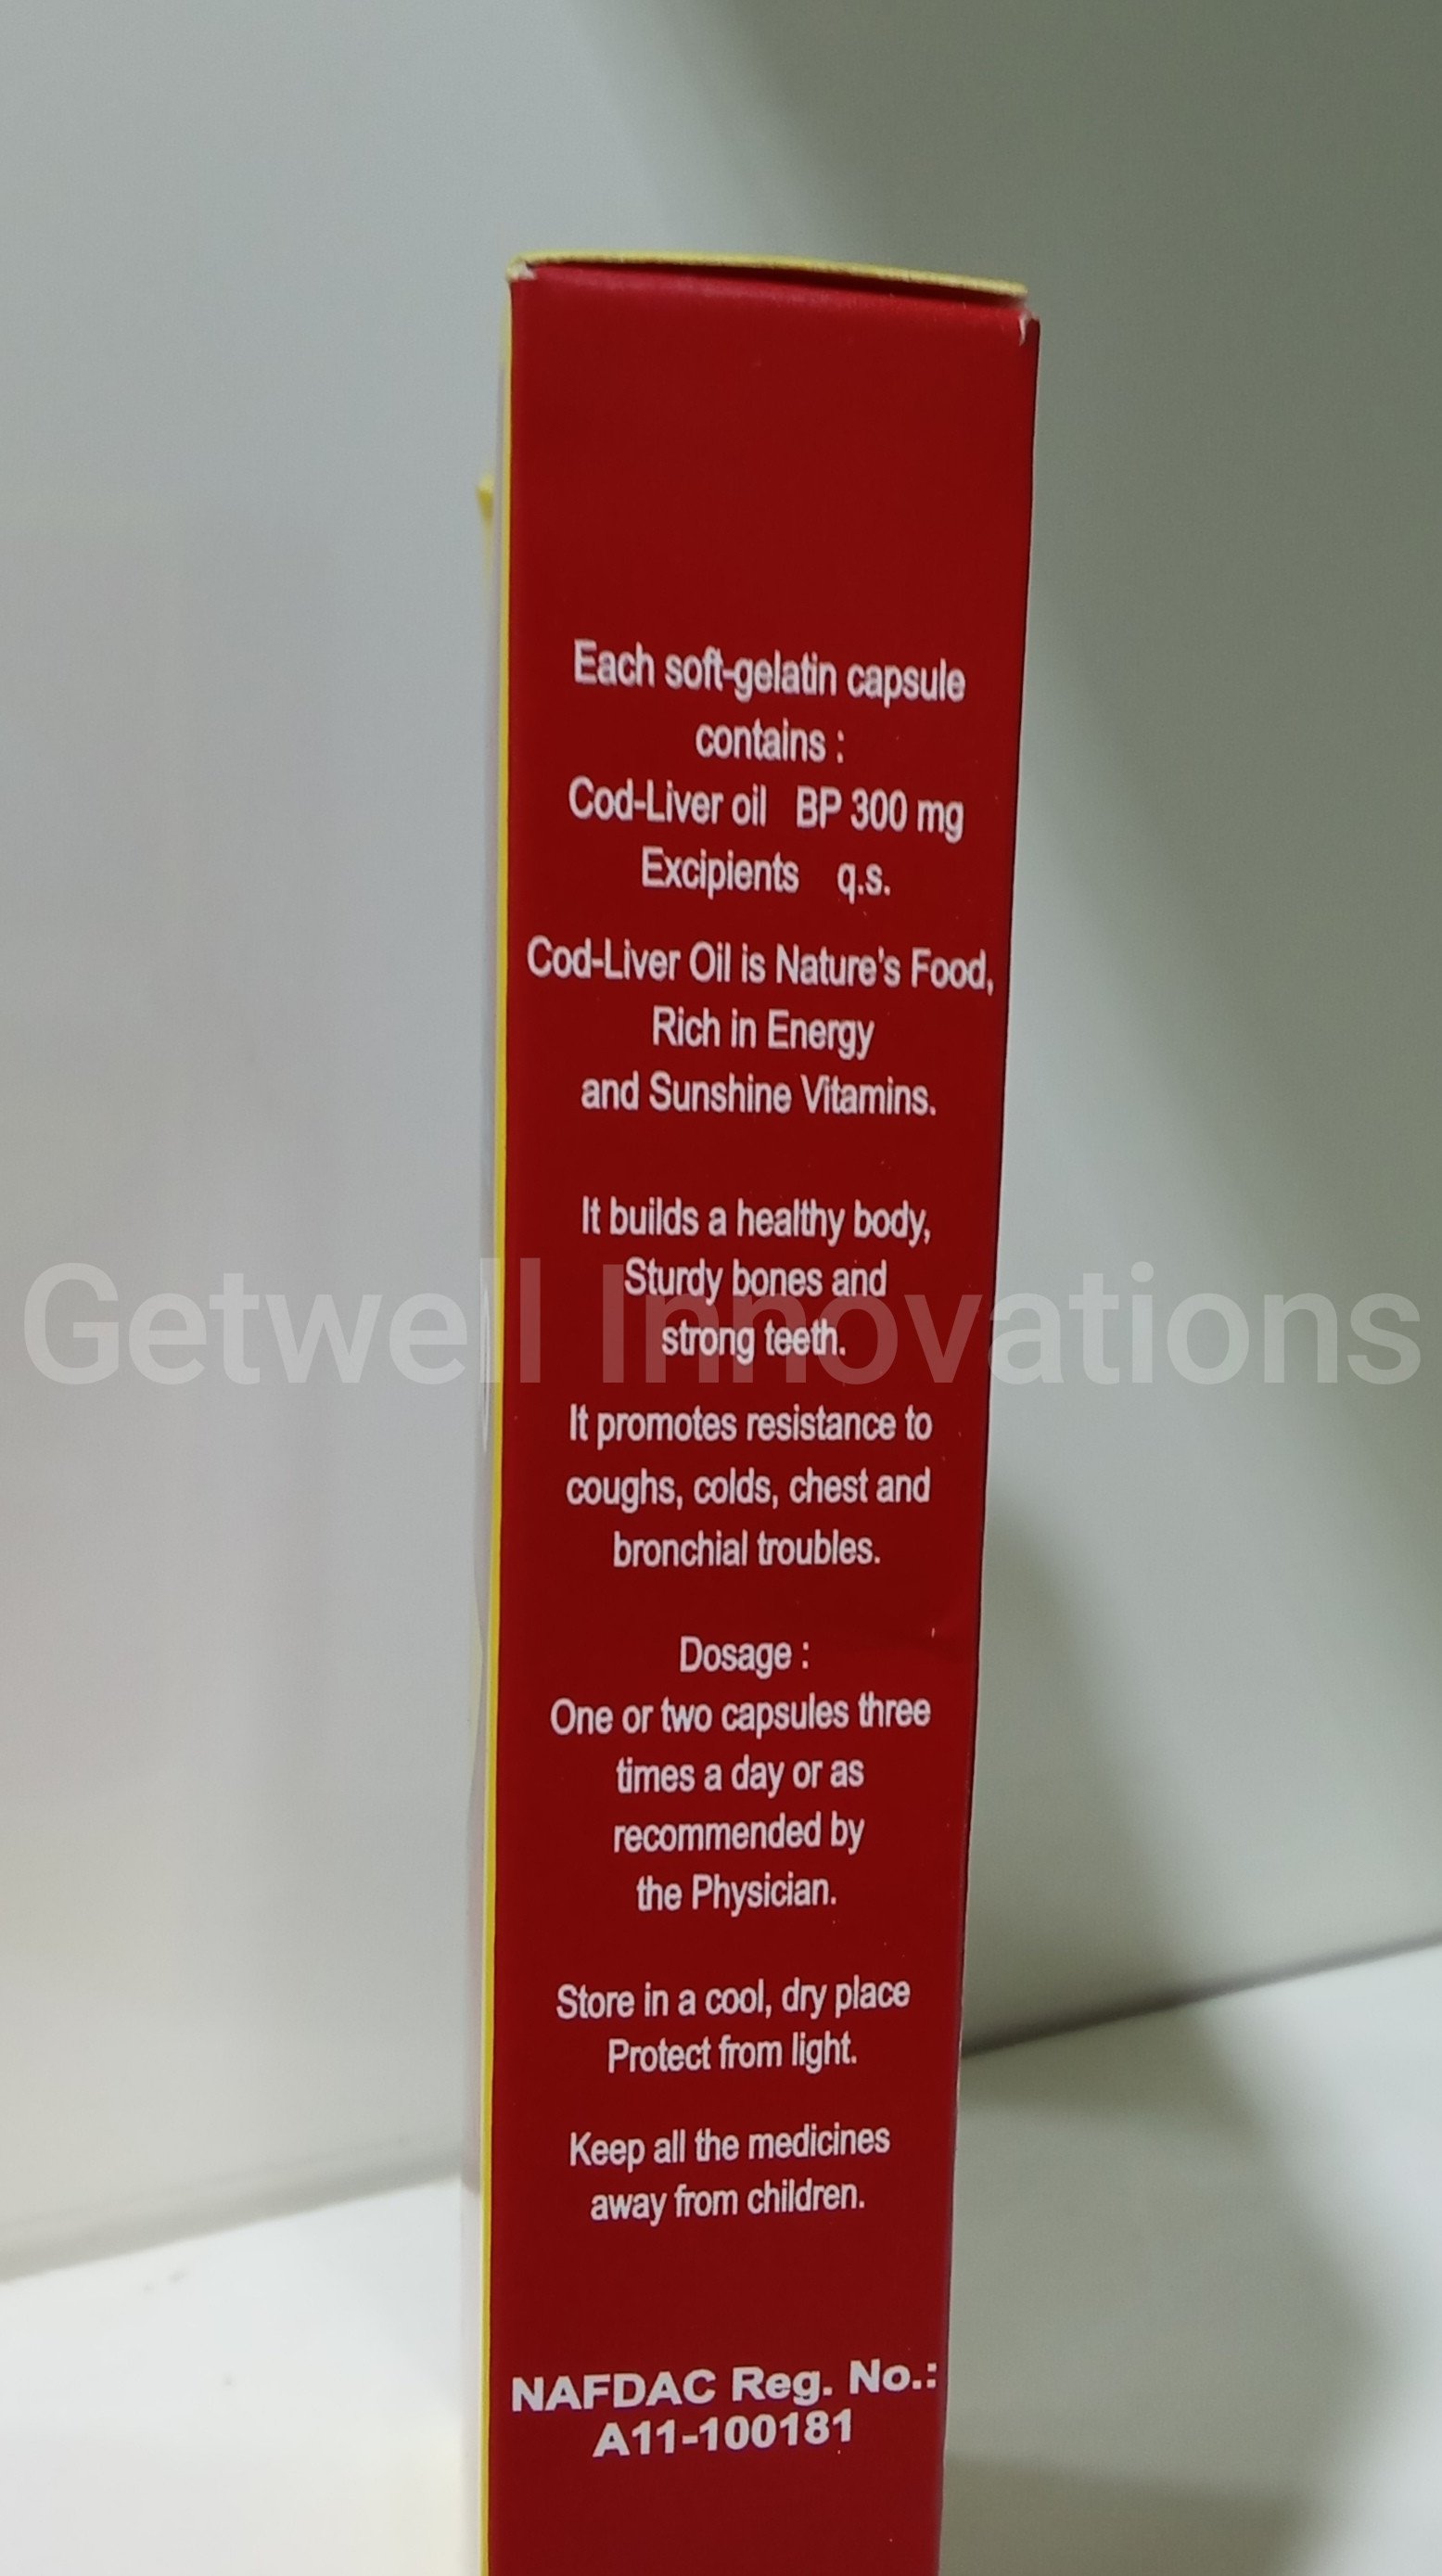 Each soft-gelatin capsule
contains :
Cod-Liver oil BP 300 mg
Excipients q.s.
Cod-Liver Oil is Nature's Food,
Rich in Energy
and Sunshine Vitamins.
It builds a healthy body,
Sturdy bones and
strong teeth.
Getwell Innovations
It promotes resistance to
coughs, colds, chest and
bronchial troubles.
Dosage :
One or two capsules three
times a day or as
recommended by
the Physician.
Store in a cool, dry place
Protect from light.
Keep all the medicines
away from children.
NAFDAC Reg. No.:
A11-100181